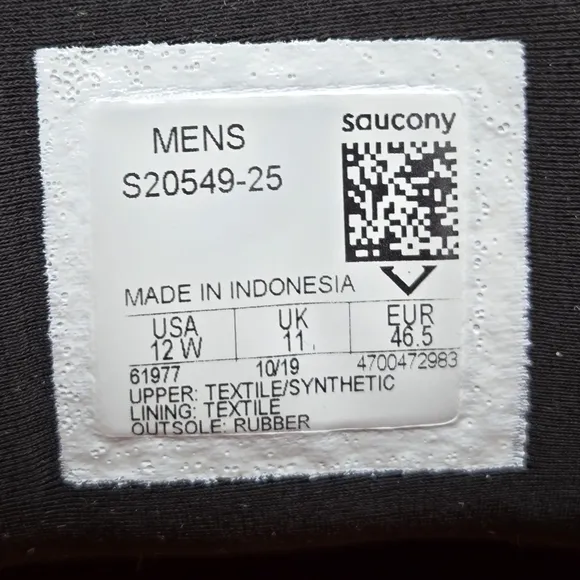 saucony
MENS
S20549-25
MADE IN INDONESIA
USA UK EUR
12 W 11 46.5
61977 10/19 4700472983
UPPER: TEXTILE/SYNTHETIC
LINING: TEXTILE
OUTSOLE: RUBBER